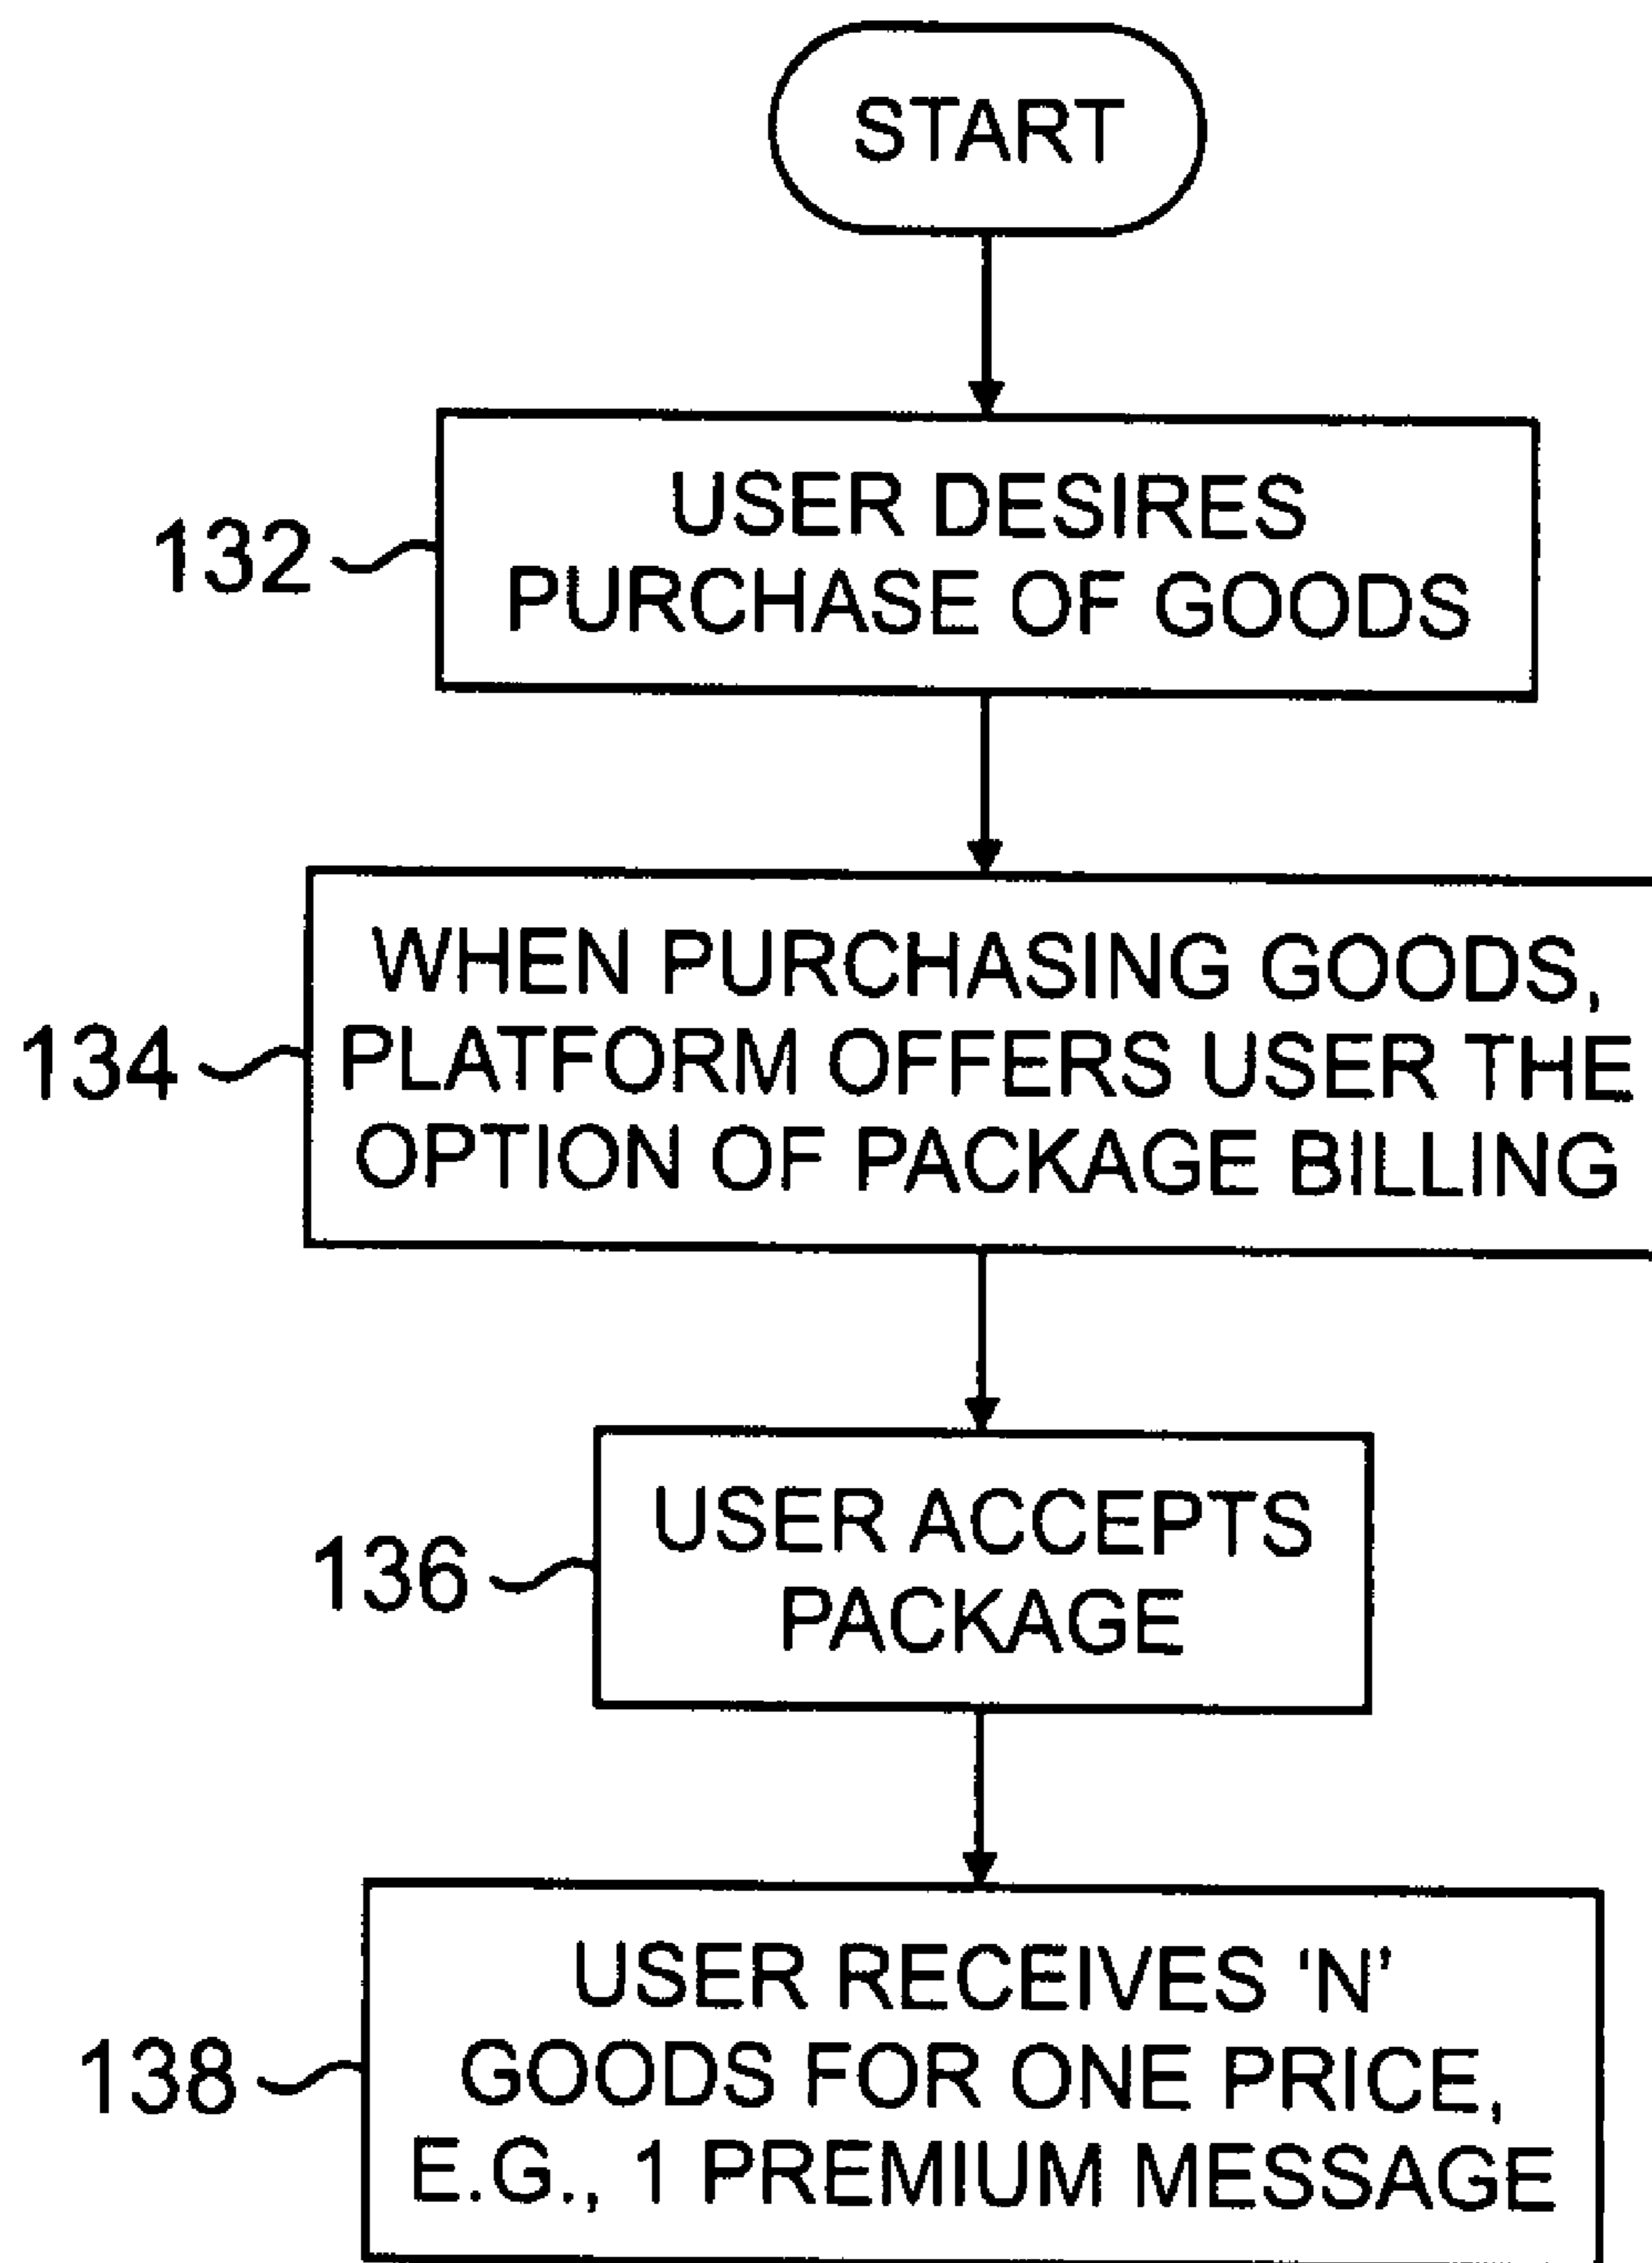 START
132
USER DESIRES
PURCHASE OF GOODS
134
WHEN PURCHASING GOODS,
PLATFORM OFFERS USER THE
OPTION OF PACKAGE BILLING
136
USER ACCEPTS
PACKAGE
138
USER RECEIVES ‘N’
GOODS FOR ONE PRICE,
E.G., 1 PREMIUM MESSAGE